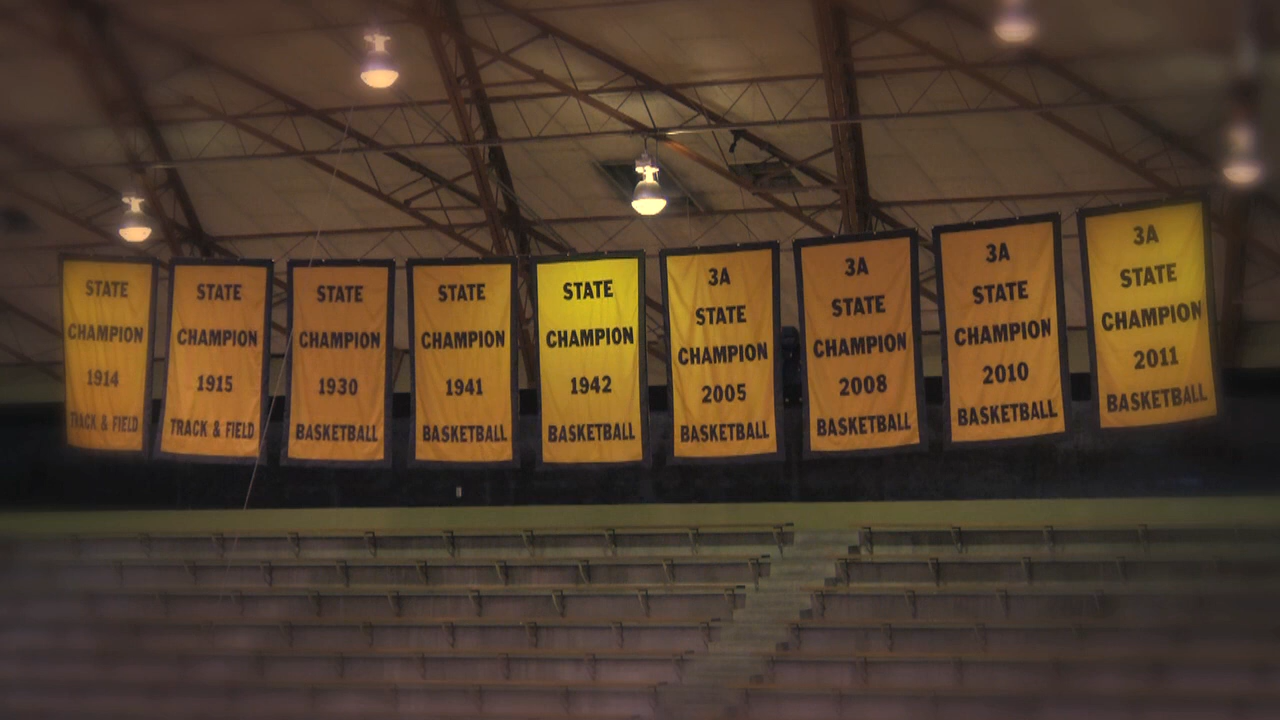 STATE
CHAMPION
1914
TRACK & FIELD
STATE
CHAMPION
1915
TRACK & FIELD
STATE
CHAMPION
1930
BASKETBALL
STATE
CHAMPION
1941
BASKETBALL
STATE
CHAMPION
1942
BASKETBALL
3A
STATE
CHAMPION
2005
BASKETBALL
3A
STATE
CHAMPION
2008
BASKETBALL
3A
STATE
CHAMPION
2010
BASKETBALL
3A
STATE
CHAMPION
2011
BASKETBALL